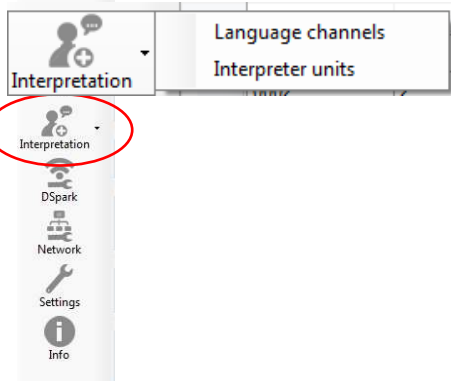 Language channels
Interpreter units
Interpretation
Interpretation
DSpark
Network
Settings
Info